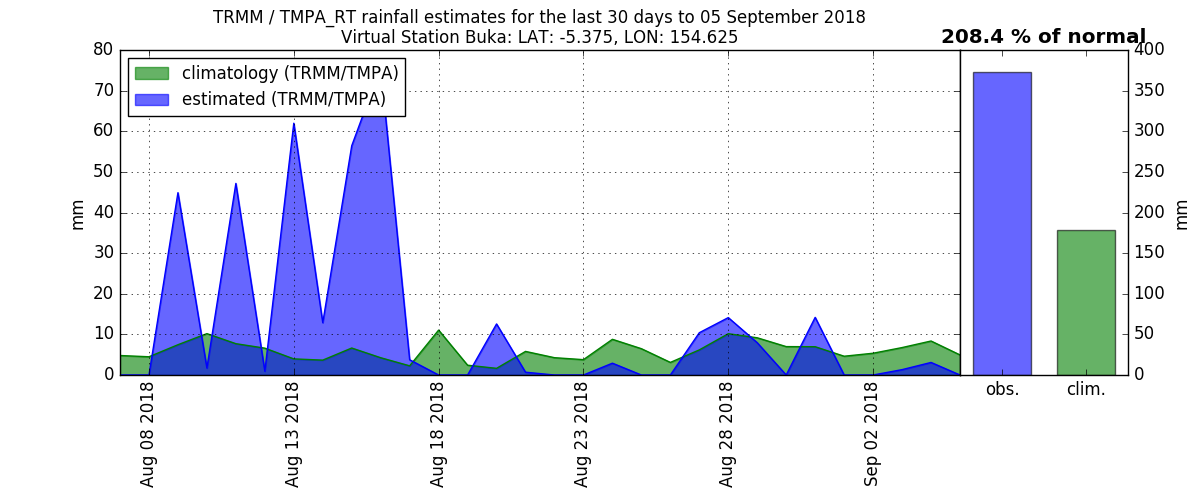 TRMM / TMPA_RT rainfall estimates for the last 30 days to 05 September 2018
Virtual Station Buka: LAT: -5.375, LON: 154.625
208.4 % of normal
climatology (TRMM/TMPA)
estimated (TRMM/TMPA)
80
70
60
50
40
30
20
10
0
mm
Aug 08 2018
Aug 13 2018
Aug 18 2018
Aug 23 2018
Aug 28 2018
Sep 02 2018
obs.
clim.
400
350
300
250
200
150
100
50
0
mm